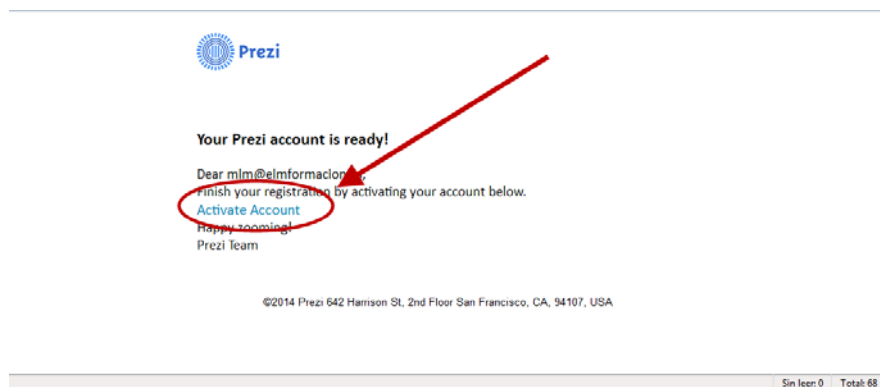 Prezi
Your Prezi account is ready!
Dear mlm@elmformacion
Finish your registration by activating your account below.
Activate Account
Happy zooming!
Prezi Team
©2014 Prezi 642 Harrison St, 2nd Floor San Francisco, CA, 94107, USA
Sin leer: 0 Total: 68